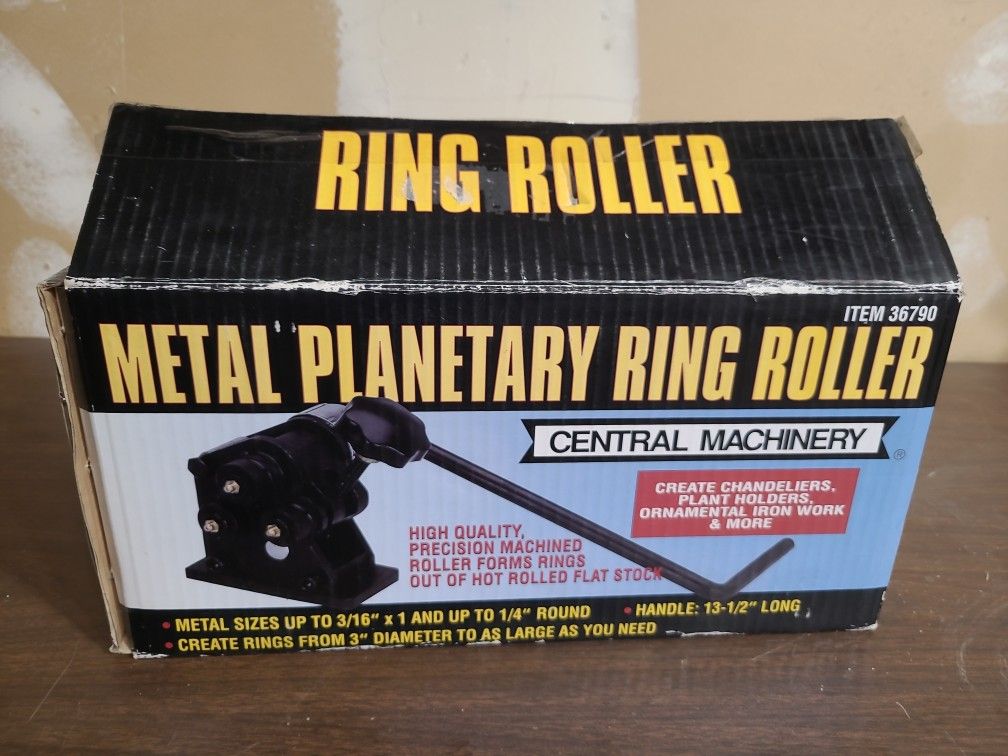 RING ROLLER
ITEM 36790
METAL PLANETARY RING ROLLER
CENTRAL MACHINERY ®
CREATE CHANDELIERS,
PLANT HOLDERS,
ORNAMENTAL IRON WORK
& MORE
HIGH QUALITY,
PRECISION MACHINED
ROLLER FORMS RINGS
OUT OF HOT ROLLED FLAT STOCK
• METAL SIZES UP TO 3/16" x 1 AND UP TO 1/4" ROUND
• HANDLE: 13-1/2" LONG
• CREATE RINGS FROM 3" DIAMETER TO AS LARGE AS YOU NEED